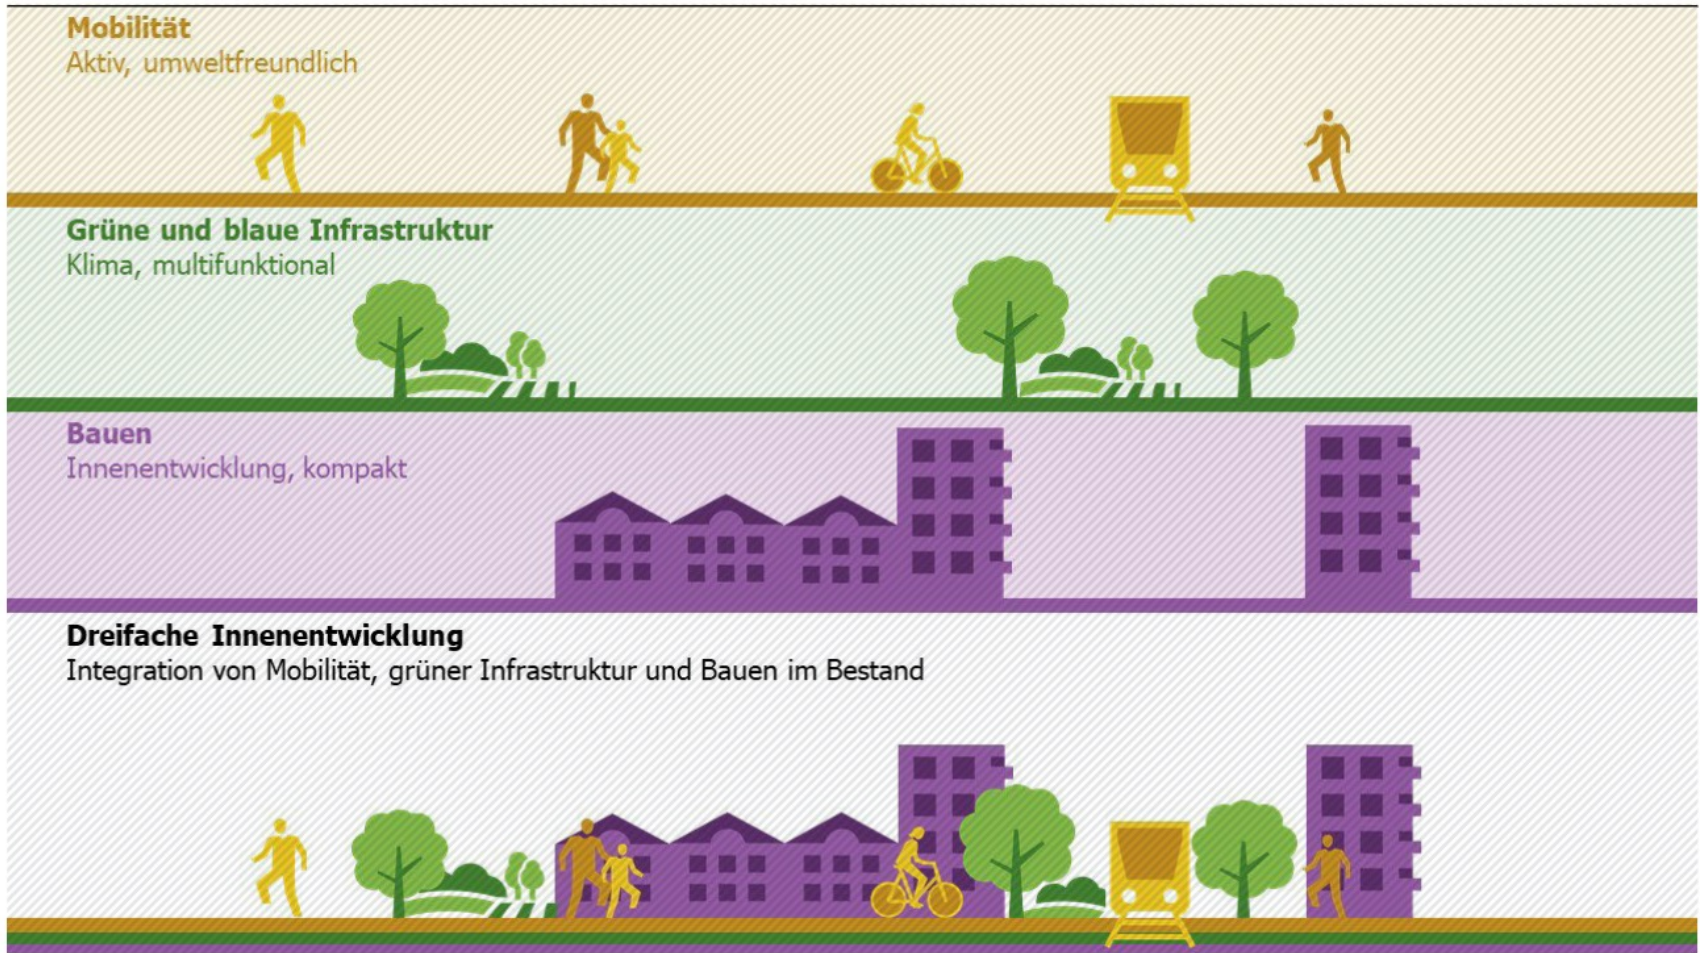 Mobilität
Aktiv, umweltfreundlich
Grüne und blaue Infrastruktur
Klima, multifunktional
Bauen
Innenentwicklung, kompakt
Dreifache Innenentwicklung
Integration von Mobilität, grüner Infrastruktur und Bauen im Bestand